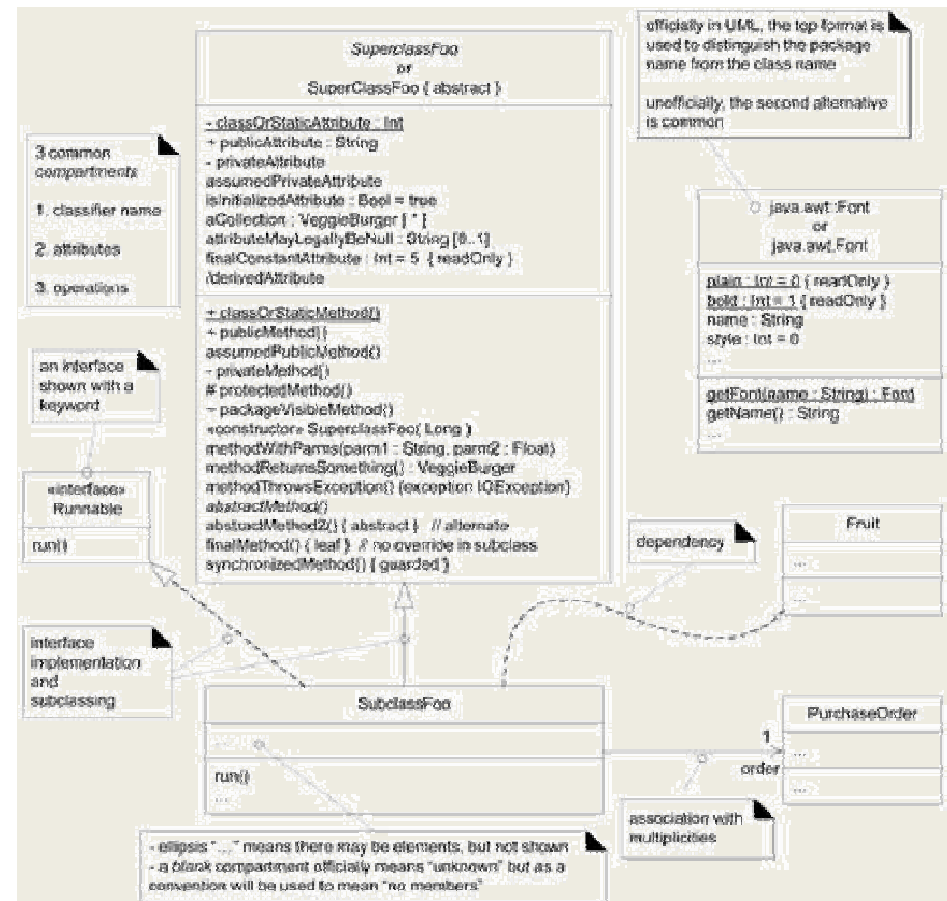 SuperclassFoo
or
SuperClassFoo { abstract }
- classOrStaticAttribute : Int
+ publicAttribute : String
- privateAttribute
assumedPrivateAttribute
isInitializedAttribute : Bool = true
aCollection : VeggieBurger [ * ]
attributeMayLegallyBeNull : String [0..1]
finalConstantAttribute : Int = 5 { readOnly }
/derivedAttribute
+ classOrStaticMethod()
+ publicMethod()
assumedPublicMethod()
- privateMethod()
# protectedMethod()
~ packageVisibleMethod()
«constructor» SuperclassFoo( Long )
methodWithParms(parm1 : String, parm2 : Float)
methodReturnsSomething() : VeggieBurger
methodThrowsException() {exception IOException}
abstractMethod()
abstractMethod2() { abstract } // alternate
finalMethod() { leaf } // no override in subclass
synchronizedMethod() { guarded }
3 common
compartments
1. classifier name
2. attributes
3. operations
an interface
shown with a
keyword
«interface»
Runnable
run()
interface
implementation
and
subclassing
officially in UML, the top format is
used to distinguish the package
name from the class name
unofficially, the second alternative
is common
java.awt::Font
or
java.awt.Font
plain : Int = 0 { readOnly }
bold : Int = 1 { readOnly }
name : String
style : Int = 0
...
getFont(name : String) : Font
getName() : String
...
dependency
Fruit
...
...
SubclassFoo
...
run()
...
PurchaseOrder
...
...
1
order
association with
multiplicities
- ellipsis "..." means there may be elements, but not shown
- a blank compartment officially means "unknown" but as a
convention will be used to mean "no members"